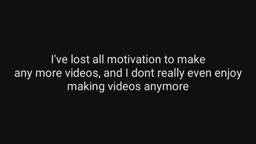 I've lost all motivation to make
any more videos, and I dont really even enjoy
making videos anymore